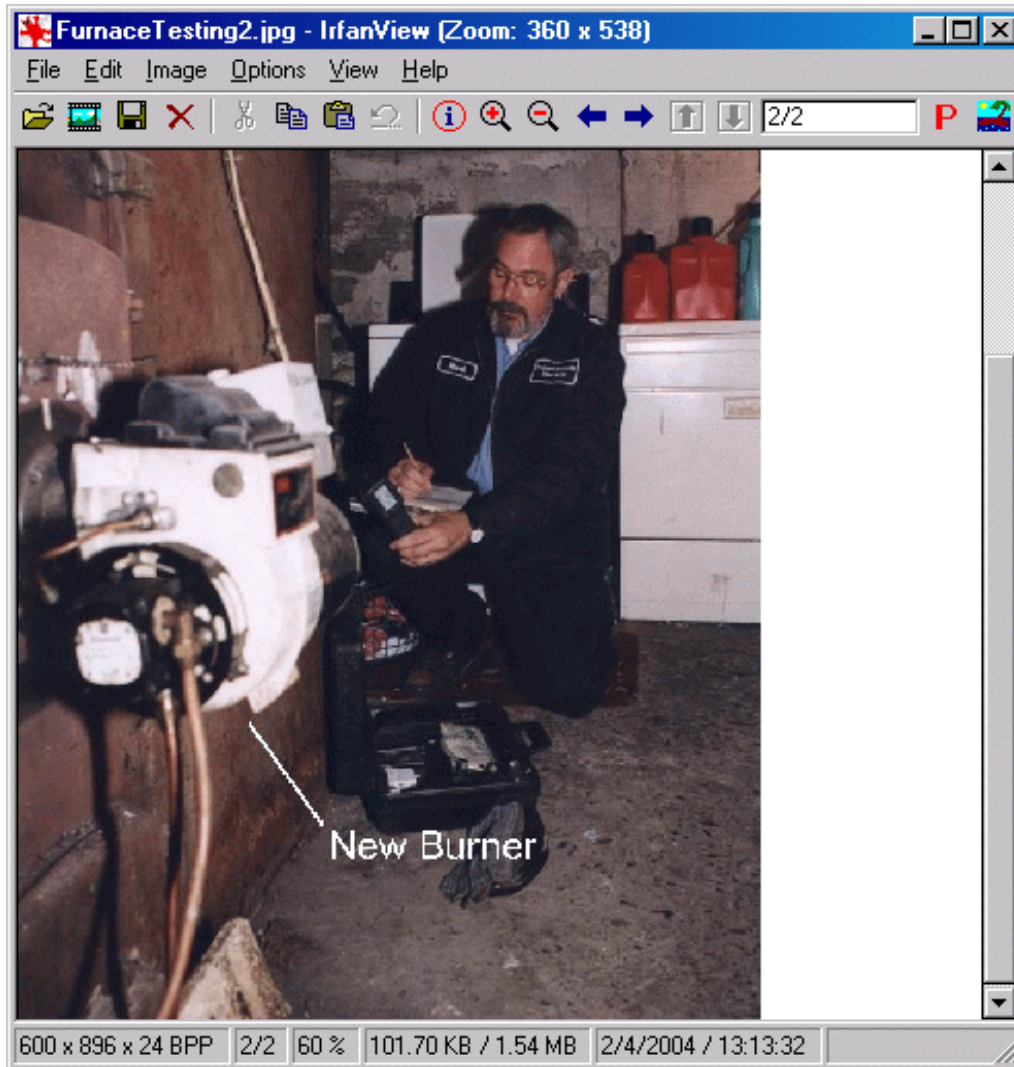 FurnaceTesting2.jpg - IrfanView (Zoom: 360 x 538)
File Edit Image Options View Help
2/2 P
New Burner
600 x 896 x 24 BPP 2/2 60 % 101.70 KB / 1.54 MB 2/4/2004 / 13:13:32